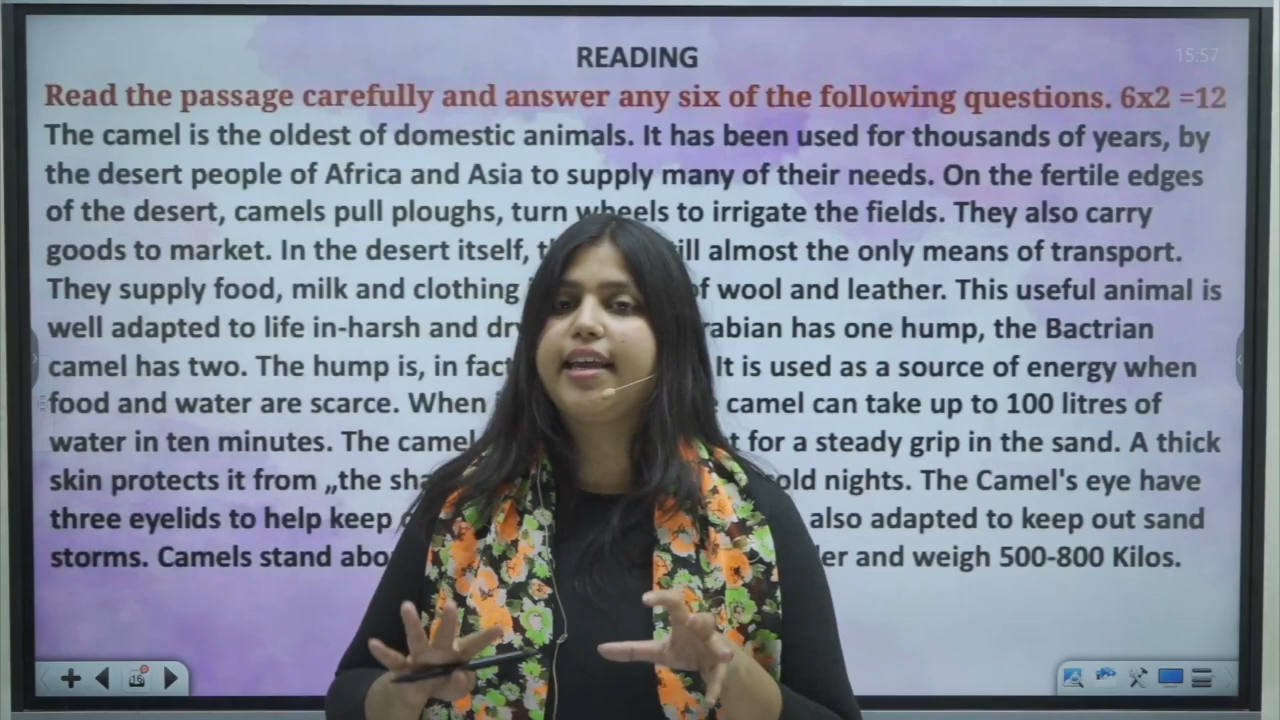 READING
15:57
Read the passage carefully and answer any six of the following questions. 6x2 =12
The camel is the oldest of domestic animals. It has been used for thousands of years, by
the desert people of Africa and Asia to supply many of their needs. On the fertile edges
of the desert, camels pull ploughs, turn wheels to irrigate the fields. They also carry
goods to market. In the desert itself, almost the only means of transport.
They supply food, milk and clothing of wool and leather. This useful animal is
well adapted to life in-harsh and has one hump, the Bactrian
camel has two. The hump is, in fact It is used as a source of energy when
food and water are scarce. When camel can take up to 100 litres of
water in ten minutes. The camel for a steady grip in the sand. A thick
skin protects it from „the nights. The Camel's eye have
three eyelids to help keep also adapted to keep out sand
storms. Camels stand and weigh 500-800 Kilos.
16